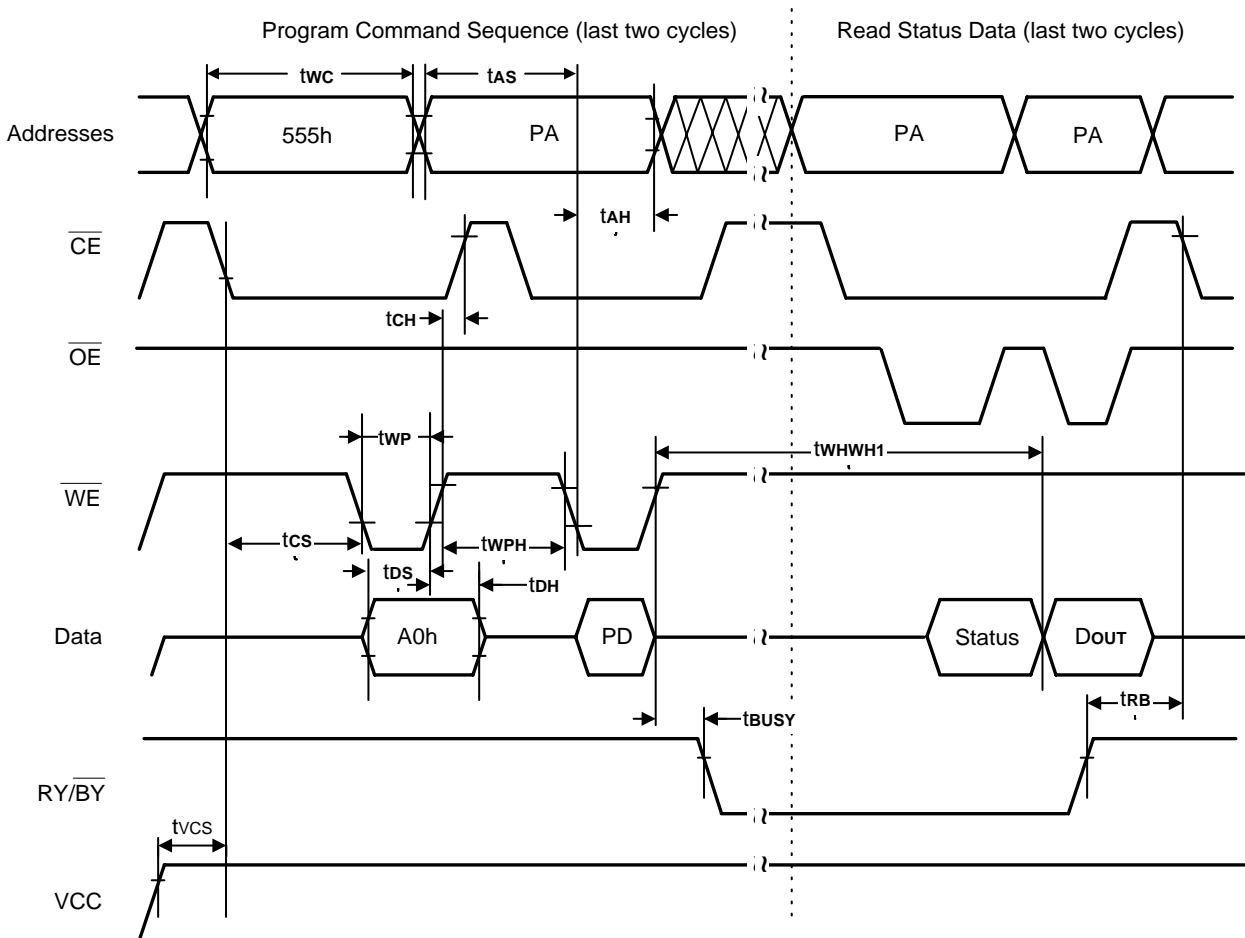 Program Command Sequence (last two cycles)
Read Status Data (last two cycles)
tWC
tAS
Addresses
555h
PA
PA
PA
tAH
CE
tCH
OE
tWP
tWHWH1
WE
tCS
tWPH
tDS
tDH
Data
A0h
PD
Status
DOUT
tRB
tBUSY
RY/BY
tVCS
VCC